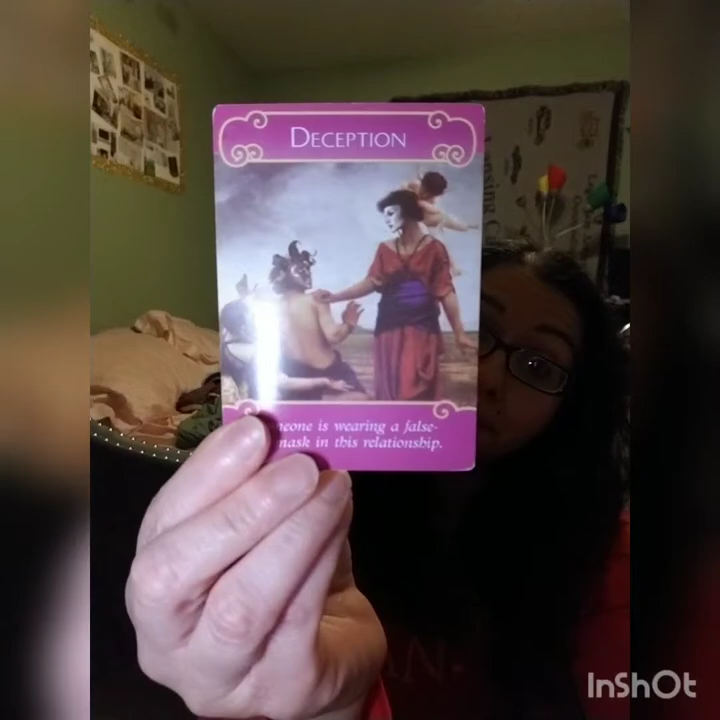 DECEPTION
is wearing a false-
mask in this relationship.
InShOt